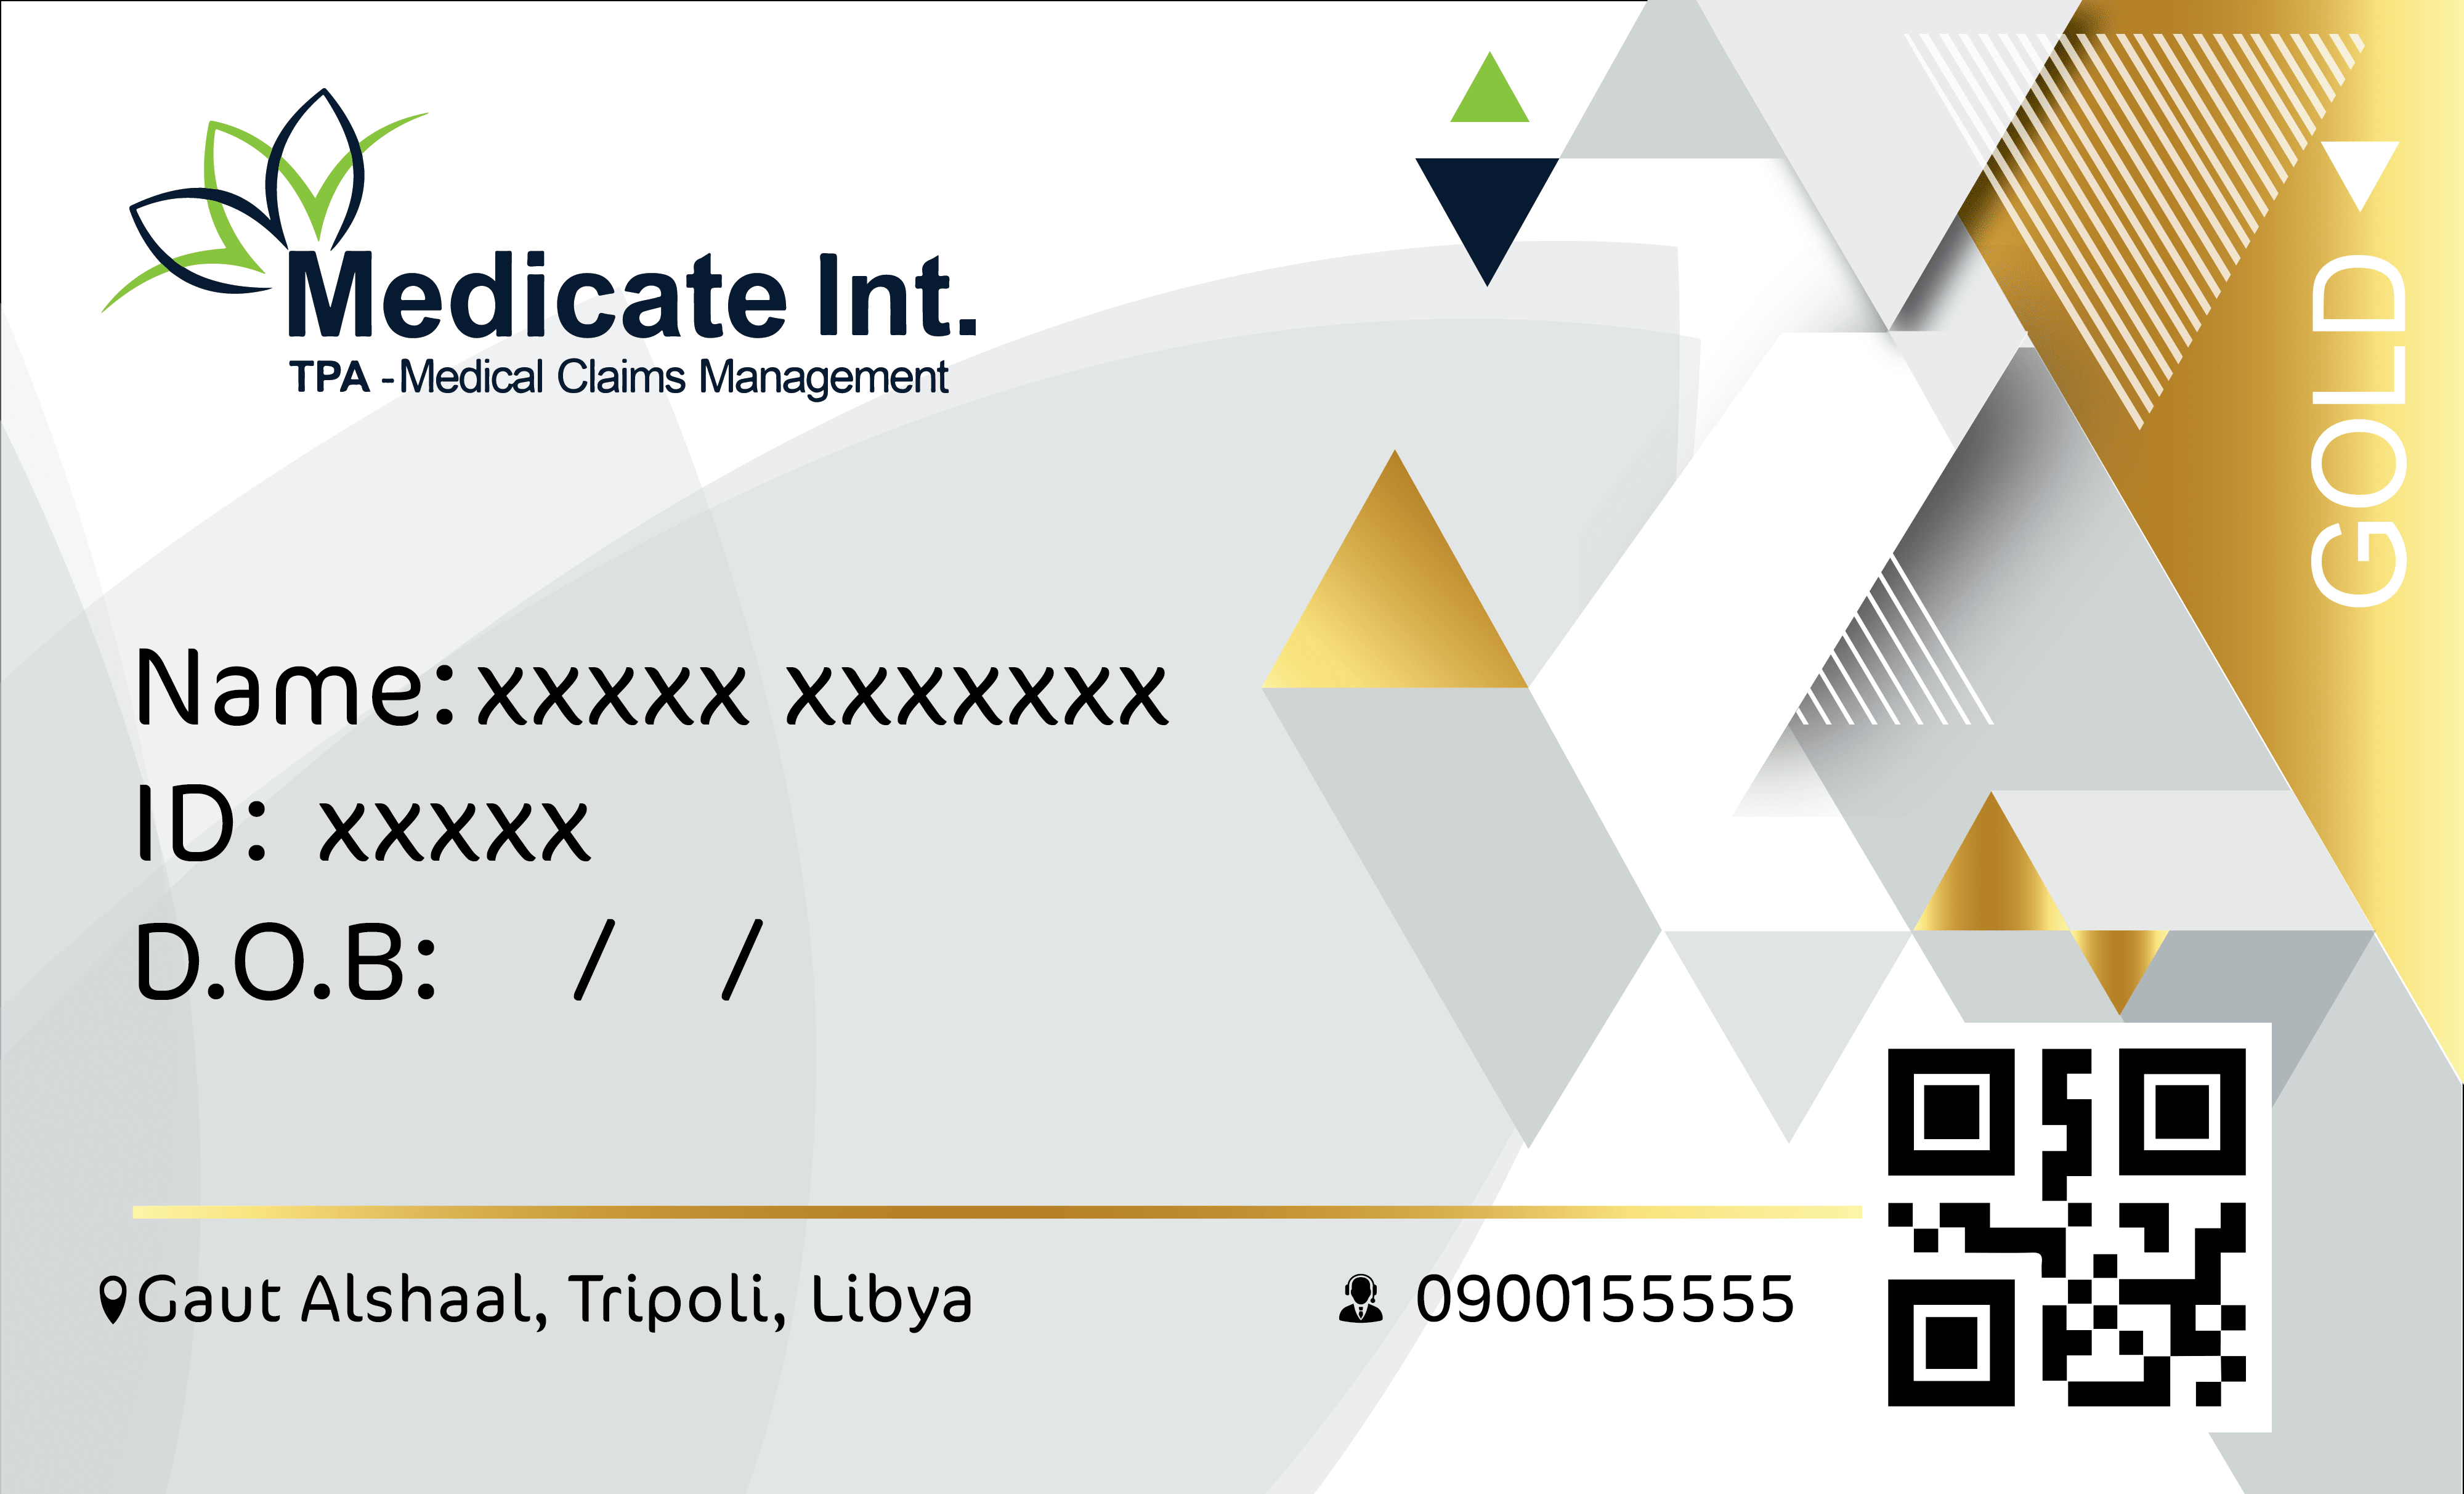 Medicate Int.
TPA - Medical Claims Management
GOLD
Name: xxxxx xxxxxxx
ID: xxxxx
D.O.B: / /
Gaut Alshaal, Tripoli, Libya
0900155555